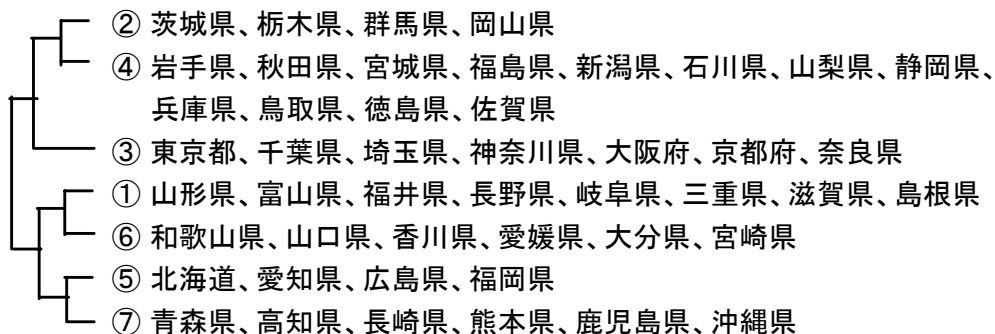 ② 茨城県、栃木県、群馬県、岡山県
④ 岩手県、秋田県、宮城県、福島県、新潟県、石川県、山梨県、静岡県、
兵庫県、鳥取県、徳島県、佐賀県
③ 東京都、千葉県、埼玉県、神奈川県、大阪府、京都府、奈良県
① 山形県、富山県、福井県、長野県、岐阜県、三重県、滋賀県、島根県
⑥ 和歌山県、山口県、香川県、愛媛県、大分県、宮崎県
⑤ 北海道、愛知県、広島県、福岡県
⑦ 青森県、高知県、長崎県、熊本県、鹿児島県、沖縄県